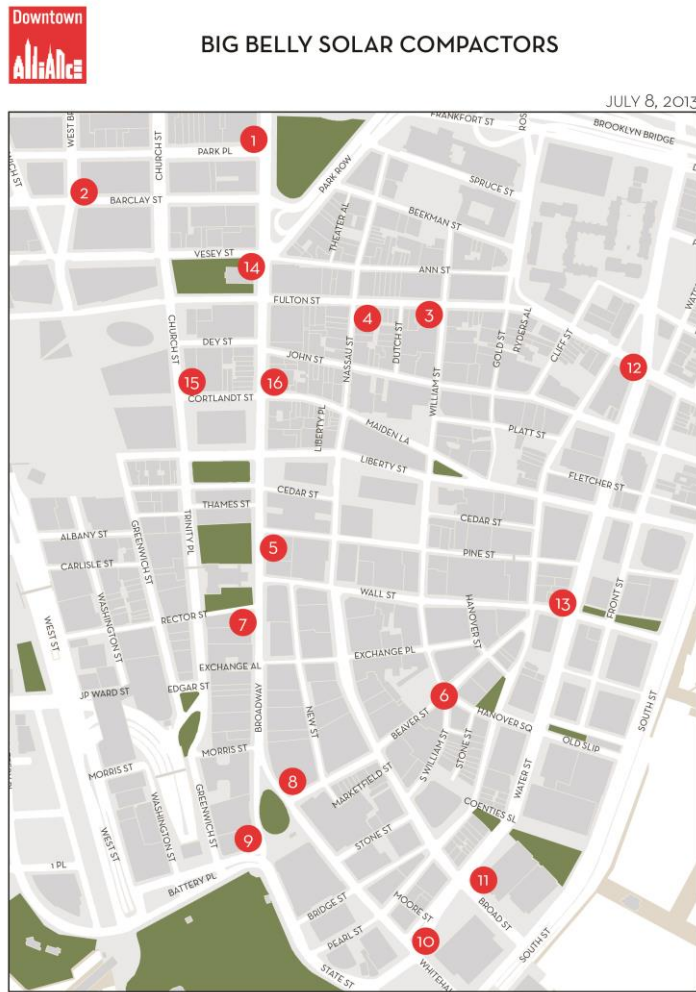 Downtown
ALLIANCE
BIG BELLY SOLAR COMPACTORS
JULY 8, 2013
FRANKFORT ST
BROOKLYN BRIDGE
WEST BR
CHURCH ST
1
PARK PL
PARK ROW
SPRUCE ST
2
BARCLAY ST
BEEKMAN ST
THEATER AL
VESEY ST
14
ANN ST
FULTON ST
4
3
CHURCH ST
DEY ST
NASSAU ST
DUTCH ST
GOLD ST
RYDERS AL
CLIFF ST
JOHN ST
12
15
16
WILLIAM ST
CORTLANDT ST
LIBERTY PL
MAIDEN LA
PLATT ST
LIBERTY ST
FLETCHER ST
CEDAR ST
THAMES ST
CEDAR ST
ALBANY ST
GREENWICH ST
TRINITY PL
5
PINE ST
CARLISLE ST
WALL ST
WASHINGTON ST
HANOVER ST
13
FRONT ST
RECTOR ST
7
WEST ST
EXCHANGE PL
EXCHANGE AL
EDGAR ST
JP WARD ST
BROADWAY
6
SOUTH ST
NEW ST
BEAVER ST
HANOVER SQ
OLD SLIP
MORRIS ST
S WILLIAM ST
STONE ST
MORRIS ST
8
MARKETFIELD ST
WATER ST
WASHINGTON ST
GREENWICH ST
COENTIES SL
WEST ST
9
STONE ST
BATTERY PL
11
BRIDGE ST
MOORE ST
BROAD ST
PEARL ST
10
SOUTH ST
STATE ST
WHITEHAL